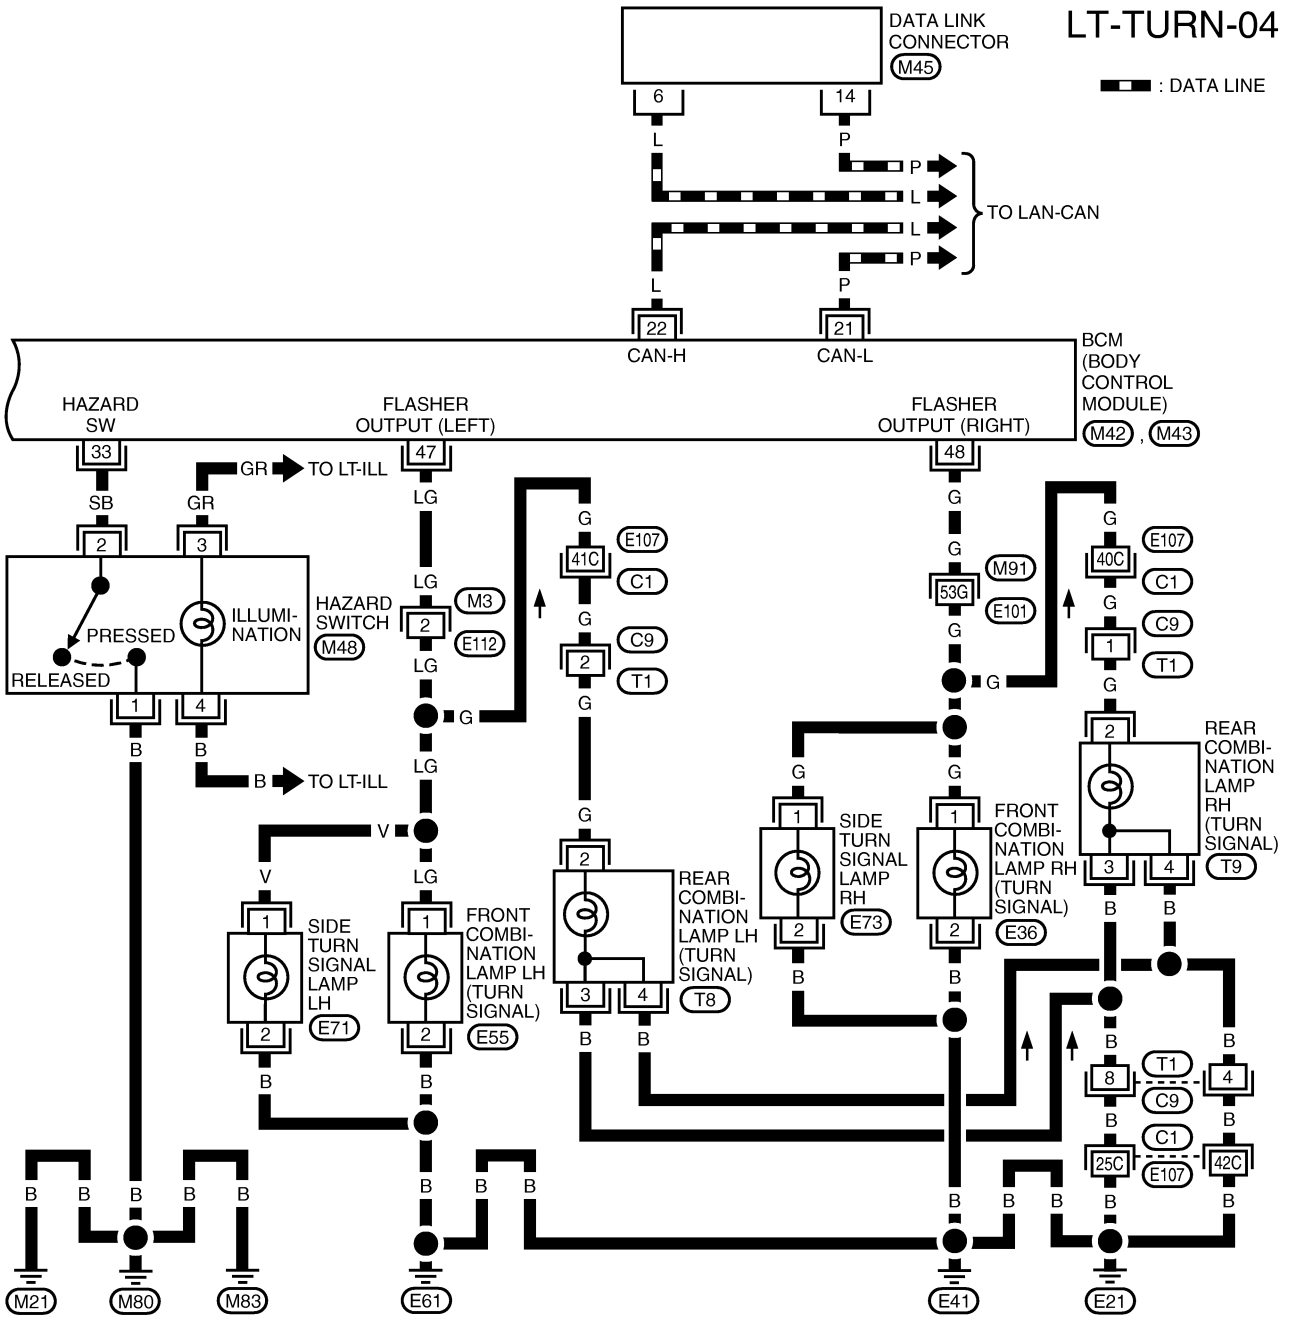 LT-TURN-04
DATA LINK
CONNECTOR
M45
: DATA LINE
6
14
L
P
P
L
L
P
TO LAN-CAN
L
P
22
21
CAN-H
CAN-L
BCM
(BODY
CONTROL
MODULE)
M42 , M43
HAZARD
SW
FLASHER
OUTPUT (LEFT)
FLASHER
OUTPUT (RIGHT)
33
47
48
GR
TO LT-ILL
SB
GR
LG
G
G
G
2
3
41C
E107
C1
G
40C
E107
C1
LG
M3
2
E112
LG
53G
M91
E101
G
ILLUMI-
NATION
PRESSED
RELEASED
HAZARD
SWITCH
M48
G
C9
2
T1
G
G
C9
1
T1
G
1
4
B
B
B
TO LT-ILL
G
LG
G
G
G
2
REAR
COMBI-
NATION
LAMP
RH
(TURN
SIGNAL)
T9
3
4
B
B
V
V
LG
G
2
1
1
SIDE
TURN
SIGNAL
LAMP
RH
E73
FRONT
COMBI-
NATION
LAMP RH
(TURN
SIGNAL)
E36
2
2
B
B
1
1
SIDE
TURN
SIGNAL
LAMP
LH
E71
FRONT
COMBI-
NATION
LAMP LH
(TURN
SIGNAL)
E55
REAR
COMBI-
NATION
LAMP LH
(TURN
SIGNAL)
T8
3
4
2
2
B
B
B
B
B
B
8
T1
4
C9
B
B
25C
C1
42C
E107
B
B
B
B
B
B
B
B
B
B
B
B
B
B
M21
M80
M83
E61
E41
E21